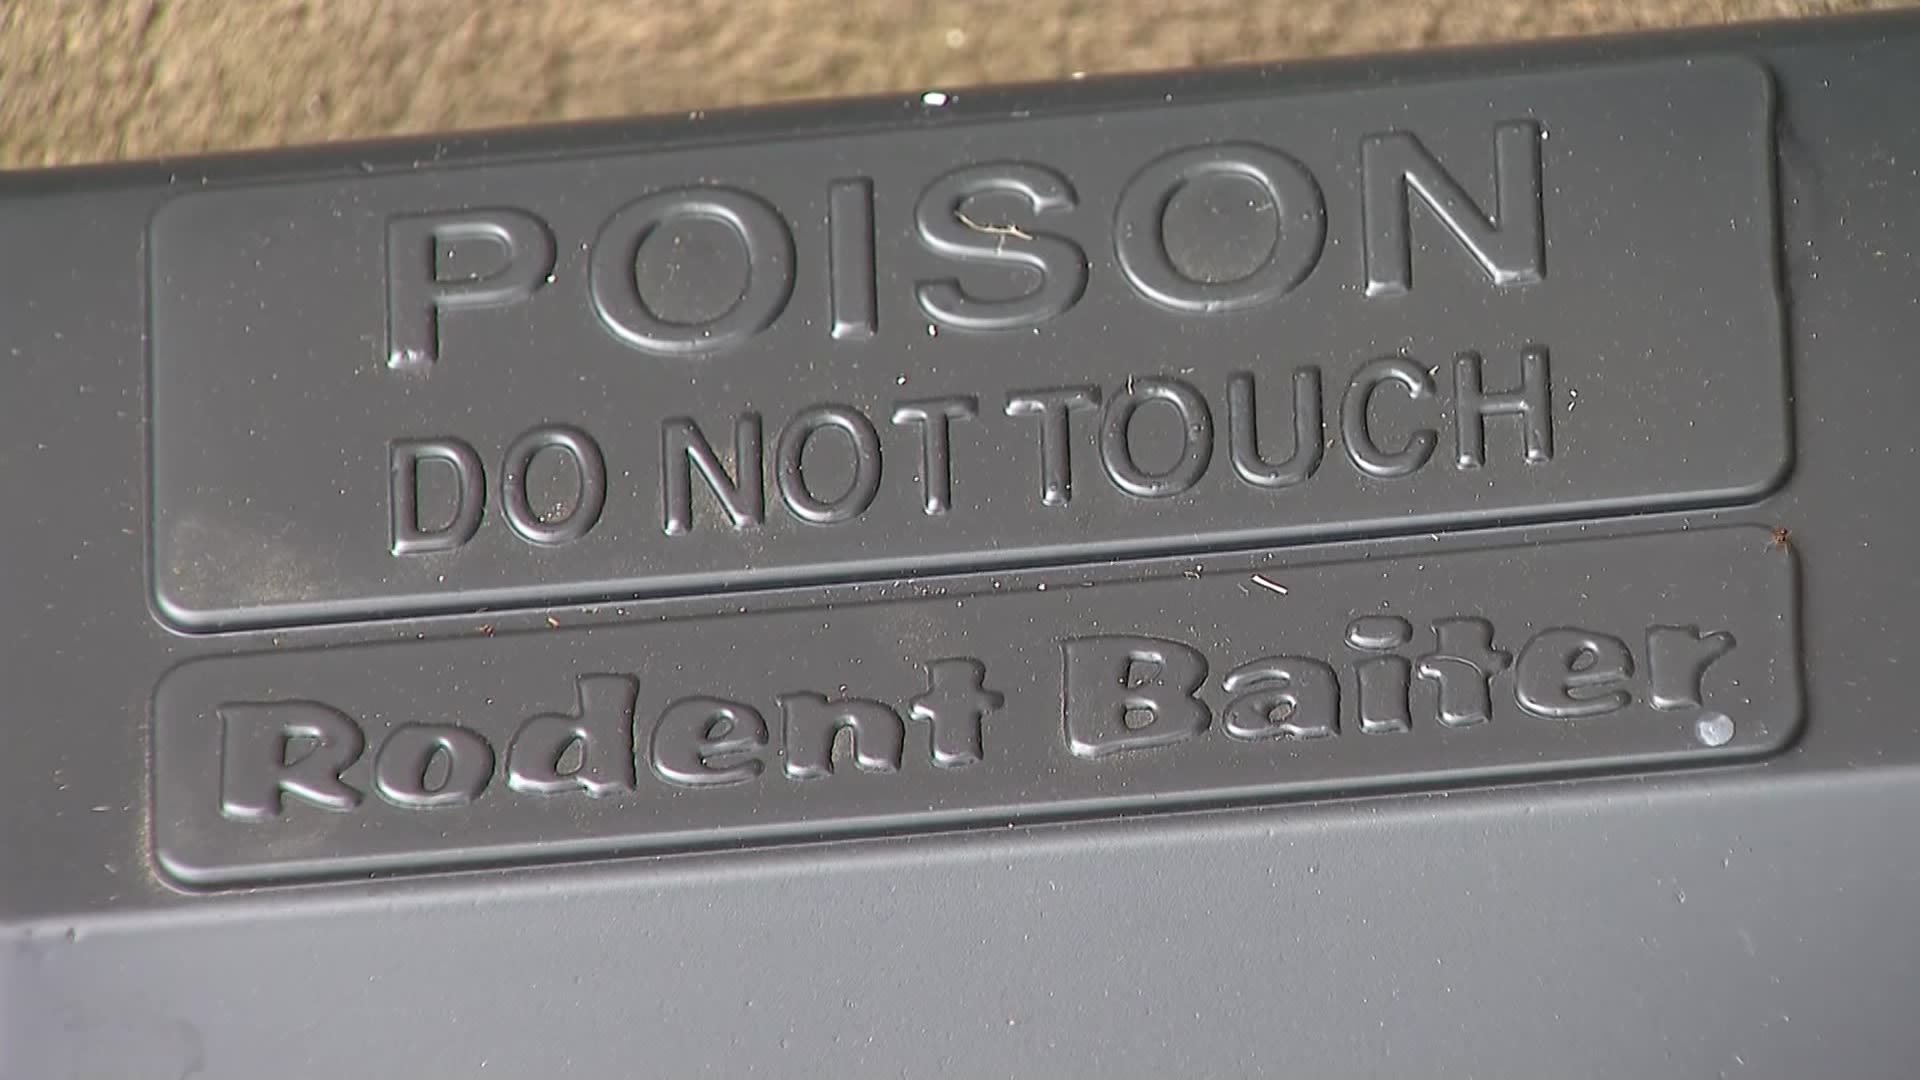 POISON
DO NOT TOUCH
Rodent Baiter